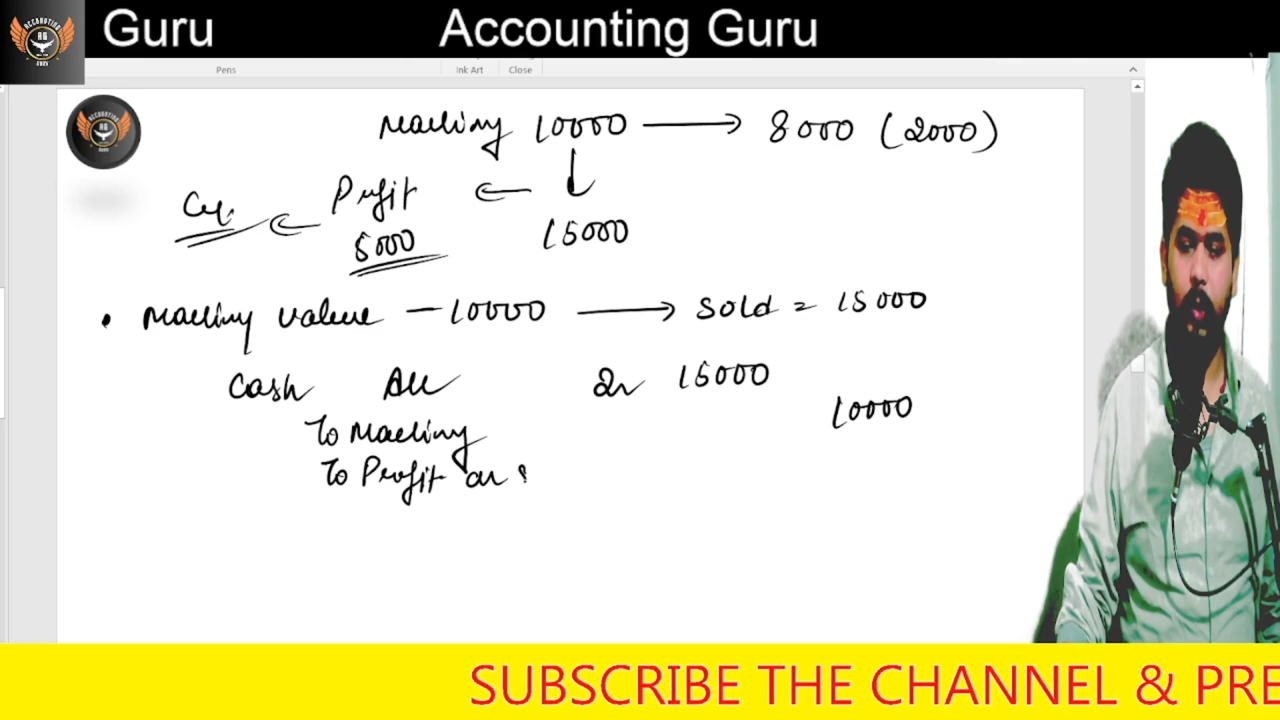 Guru Accounting Guru
Pens Ink Art Close
Machinery 10000 → 8000 (2000)
Profit ←
5000 15000
• Machinery value — 10000 → Sold = 15000
Cash A/c Dr 15000
To Machinery 10000
To Profit on
SUBSCRIBE THE CHANNEL & PRE